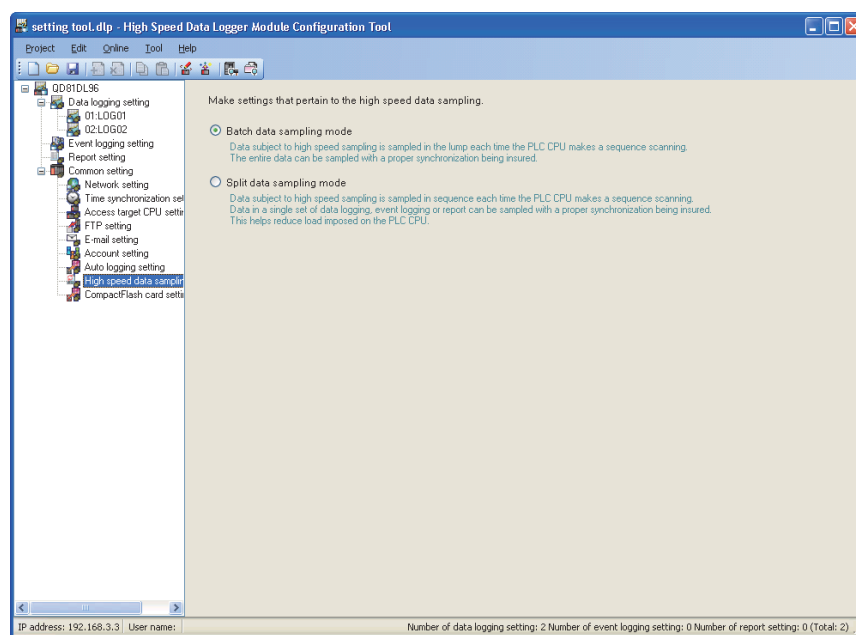 setting tool.dlp - High Speed Data Logger Module Configuration Tool
Project Edit Online Tool Help
QD81DL96
Data logging setting
01:LOG01
02:LOG02
Event logging setting
Report setting
Common setting
Network setting
Time synchronization set
Access target CPU settin
FTP setting
E-mail setting
Account setting
Auto logging setting
High speed data samplin
CompactFlash card settin
Make settings that pertain to the high speed data sampling.
Batch data sampling mode
Data subject to high speed sampling is sampled in the lump each time the PLC CPU makes a sequence scanning.
The entire data can be sampled with a proper synchronization being insured.
Split data sampling mode
Data subject to high speed sampling is sampled in sequence each time the PLC CPU makes a sequence scanning.
Data in a single set of data logging, event logging or report can be sampled with a proper synchronization being insured.
This helps reduce load imposed on the PLC CPU.
IP address: 192.168.3.3 User name: Number of data logging setting: 2 Number of event logging setting: 0 Number of report setting: 0 (Total: 2)